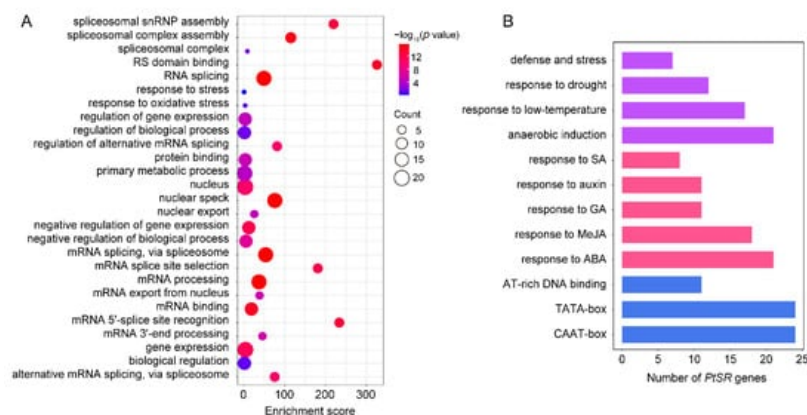 A
spliceosomal snRNP assembly
spliceosomal complex assembly
spliceosomal complex
RS domain binding
RNA splicing
response to stress
response to oxidative stress
regulation of gene expression
regulation of biological process
regulation of alternative mRNA splicing
protein binding
primary metabolic process
nucleus
nuclear speck
nuclear export
negative regulation of gene expression
negative regulation of biological process
mRNA splicing, via spliceosome
mRNA splice site selection
mRNA processing
mRNA export from nucleus
mRNA binding
mRNA 5'-splice site recognition
mRNA 3'-end processing
gene expression
biological regulation
alternative mRNA splicing, via spliceosome
0 100 200 300
Enrichment score
−log₁₀(p value)
12
8
4
Count
5
10
15
20
B
defense and stress
response to drought
response to low-temperature
anaerobic induction
response to SA
response to auxin
response to GA
response to MeJA
response to ABA
AT-rich DNA binding
TATA-box
CAAT-box
0 5 10 15 20 25
Number of PtSR genes